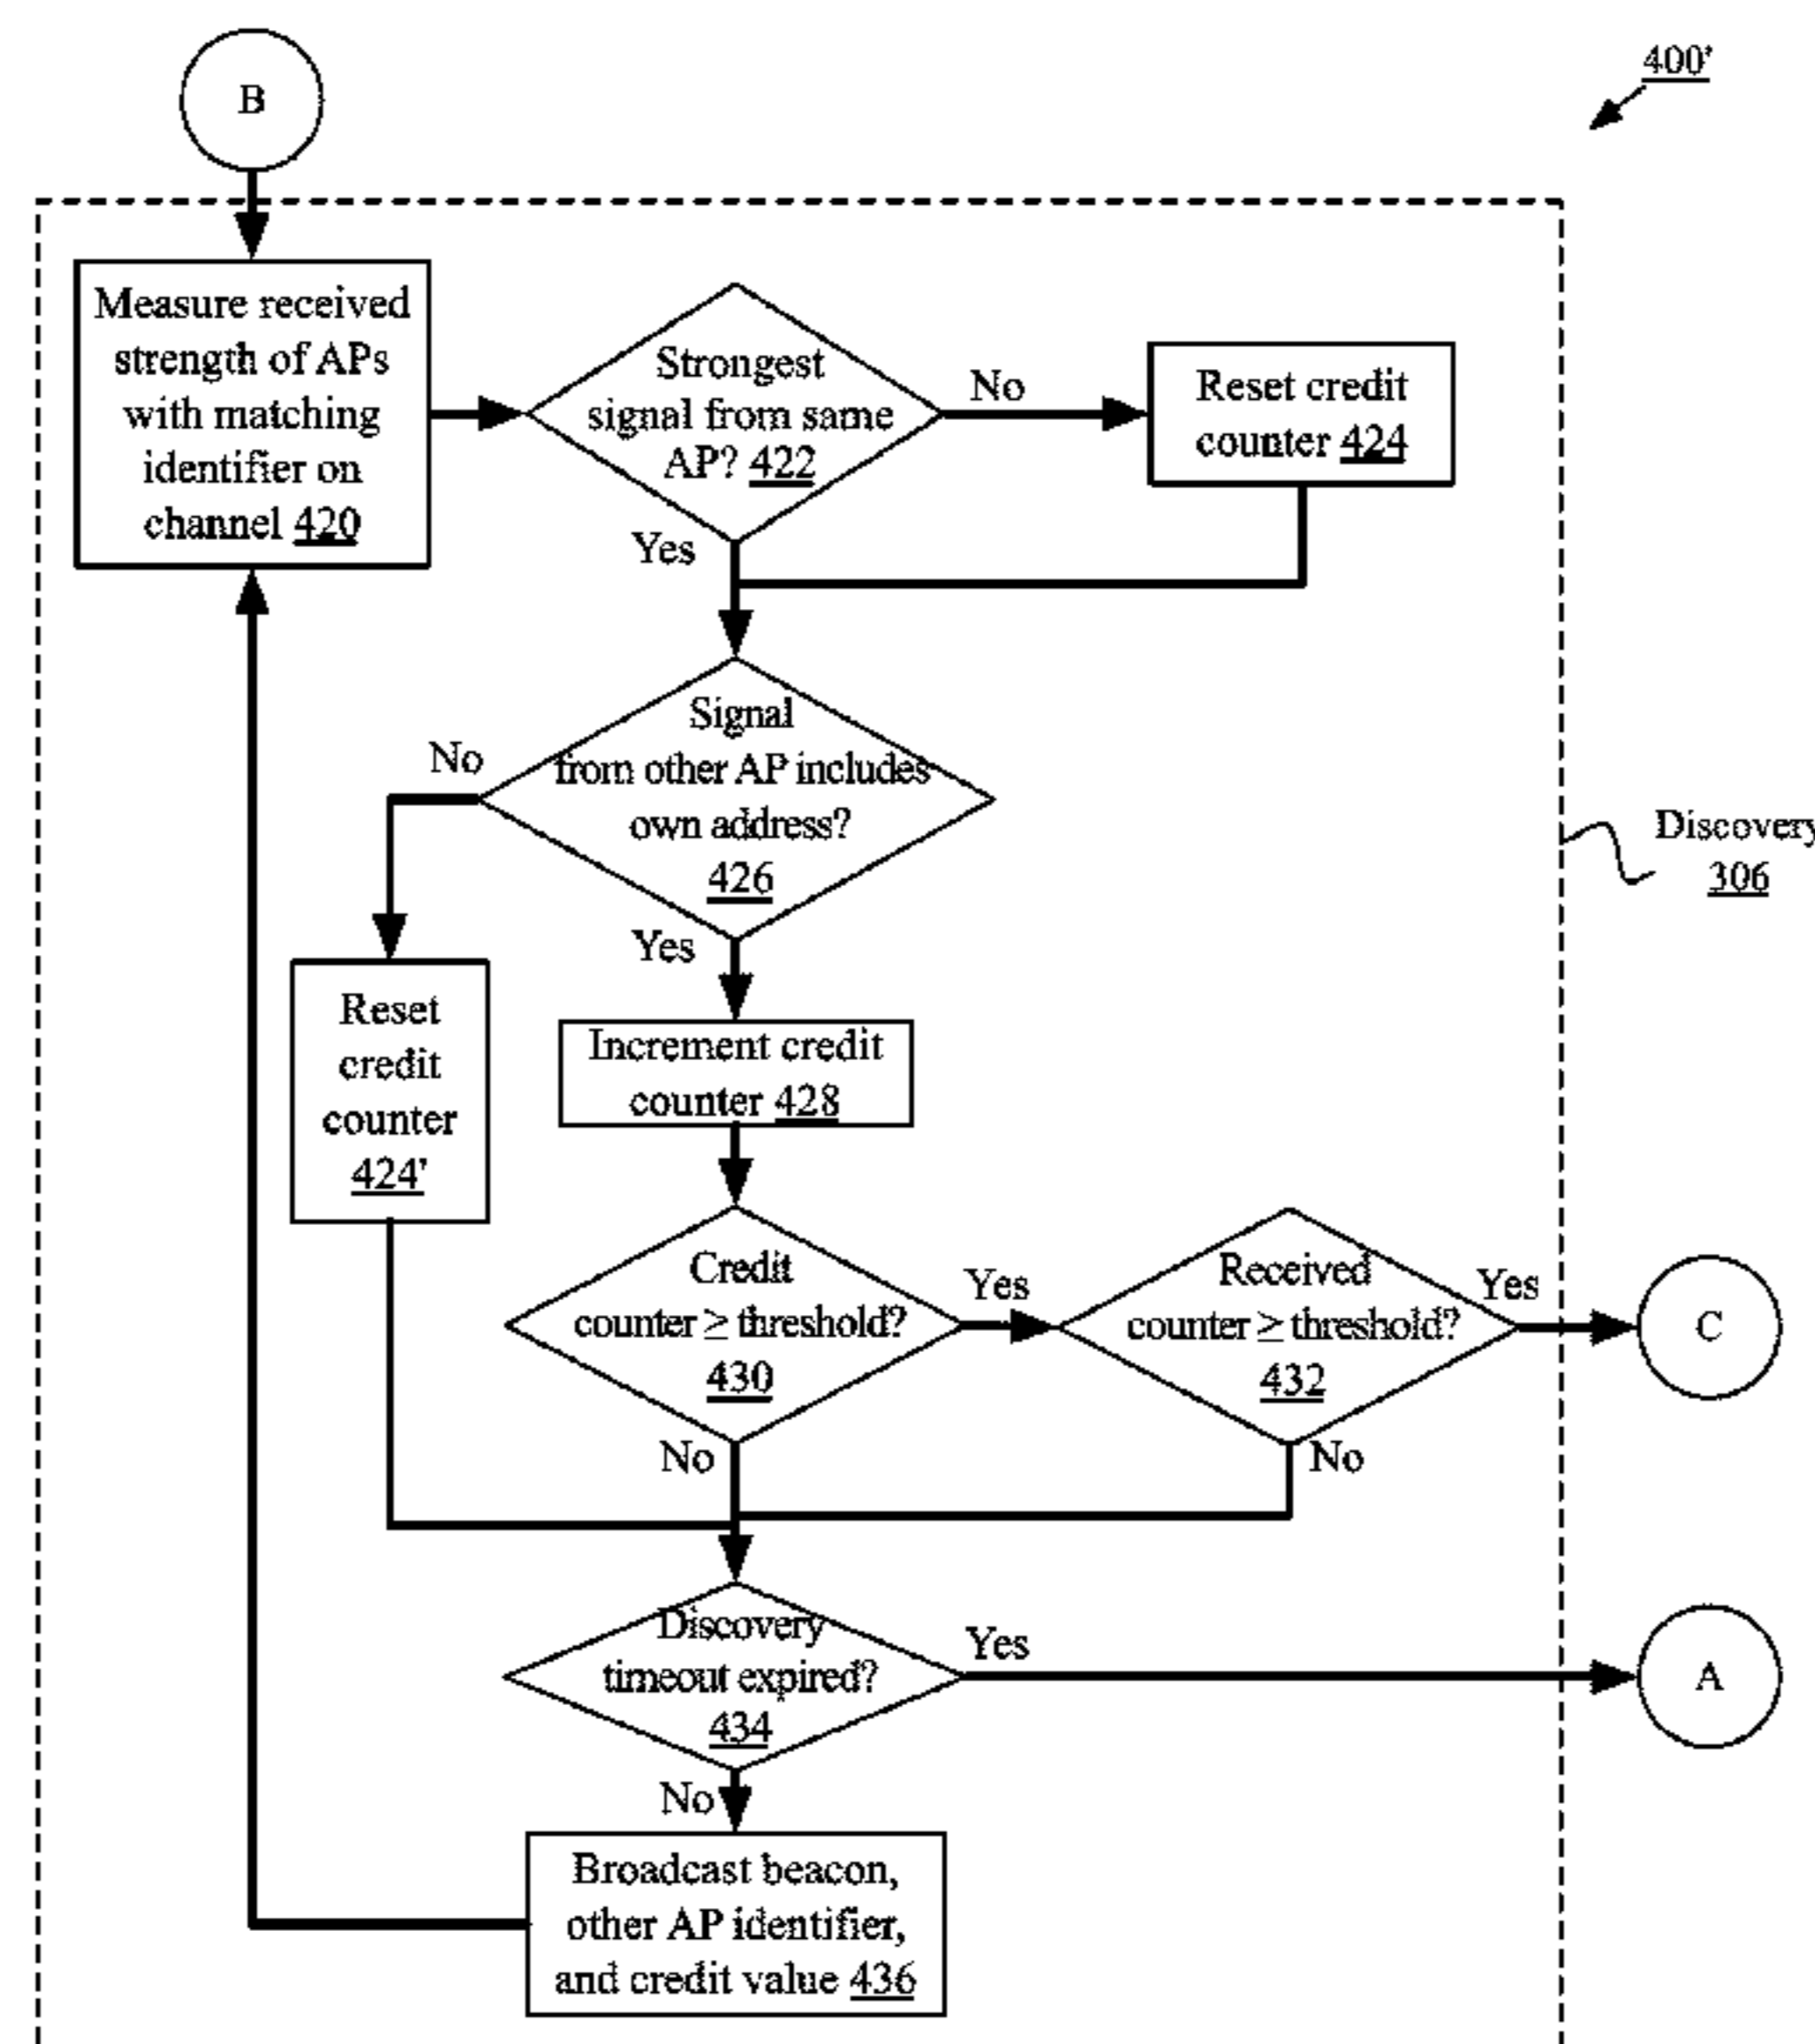 B
400'
Measure received
strength of APs
with matching
identifier on
channel 420
Strongest
signal from same
AP? 422
No
Reset credit
counter 424
Yes
Signal
from other AP includes
own address?
426
No
Discovery
306
Yes
Reset
credit
counter
424'
Increment credit
counter 428
Credit
counter ≥ threshold?
430
Yes
Received
counter ≥ threshold?
432
Yes
C
No
No
Discovery
timeout expired?
434
Yes
A
No
Broadcast beacon,
other AP identifier,
and credit value 436